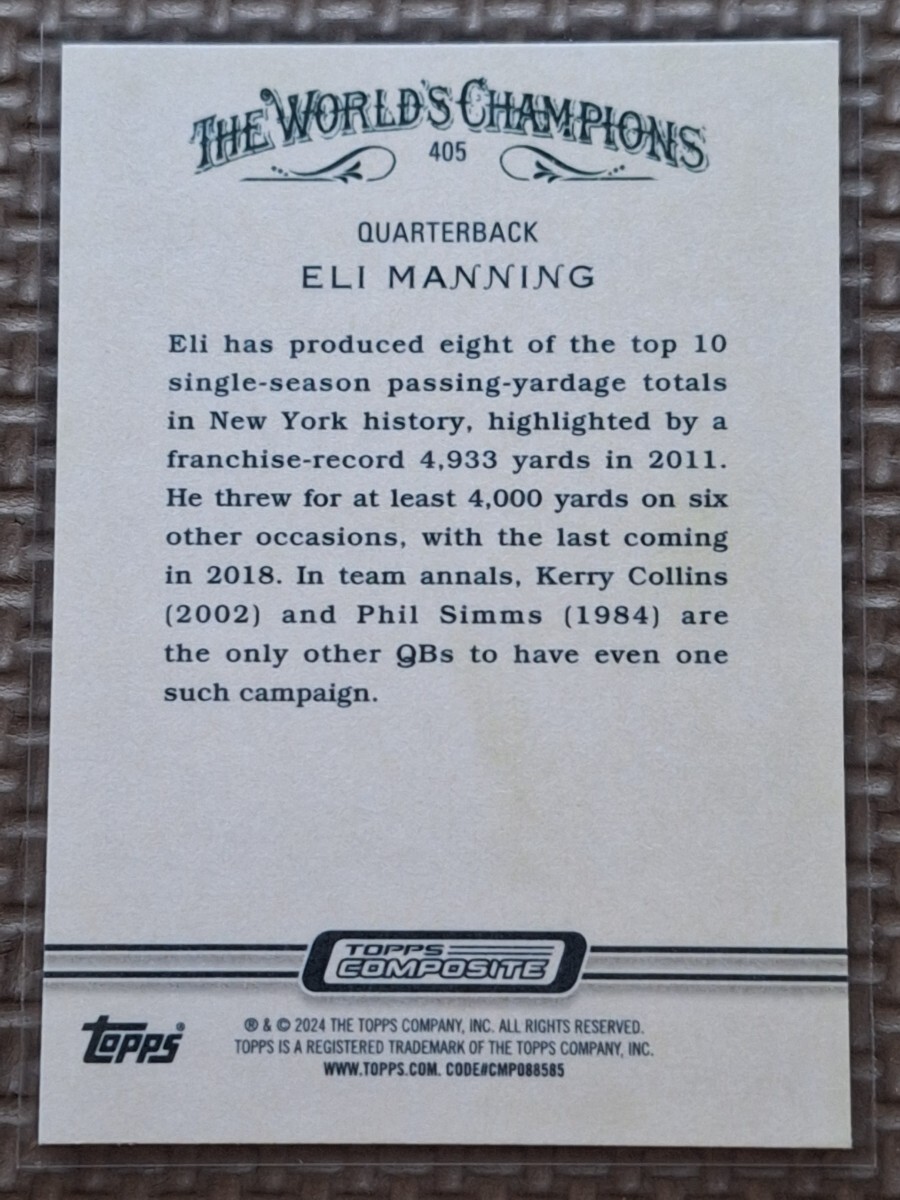 THE WORLD'S CHAMPIONS
405
QUARTERBACK
ELI MANNING
Eli has produced eight of the top 10
single-season passing-yardage totals
in New York history, highlighted by a
franchise-record 4,933 yards in 2011.
He threw for at least 4,000 yards on six
other occasions, with the last coming
in 2018. In team annals, Kerry Collins
(2002) and Phil Simms (1984) are
the only other QBs to have even one
such campaign.
TOPPS
COMPOSITE
topps®
® & © 2024 THE TOPPS COMPANY, INC. ALL RIGHTS RESERVED.
TOPPS IS A REGISTERED TRADEMARK OF THE TOPPS COMPANY, INC.
WWW.TOPPS.COM. CODE#CMP088585